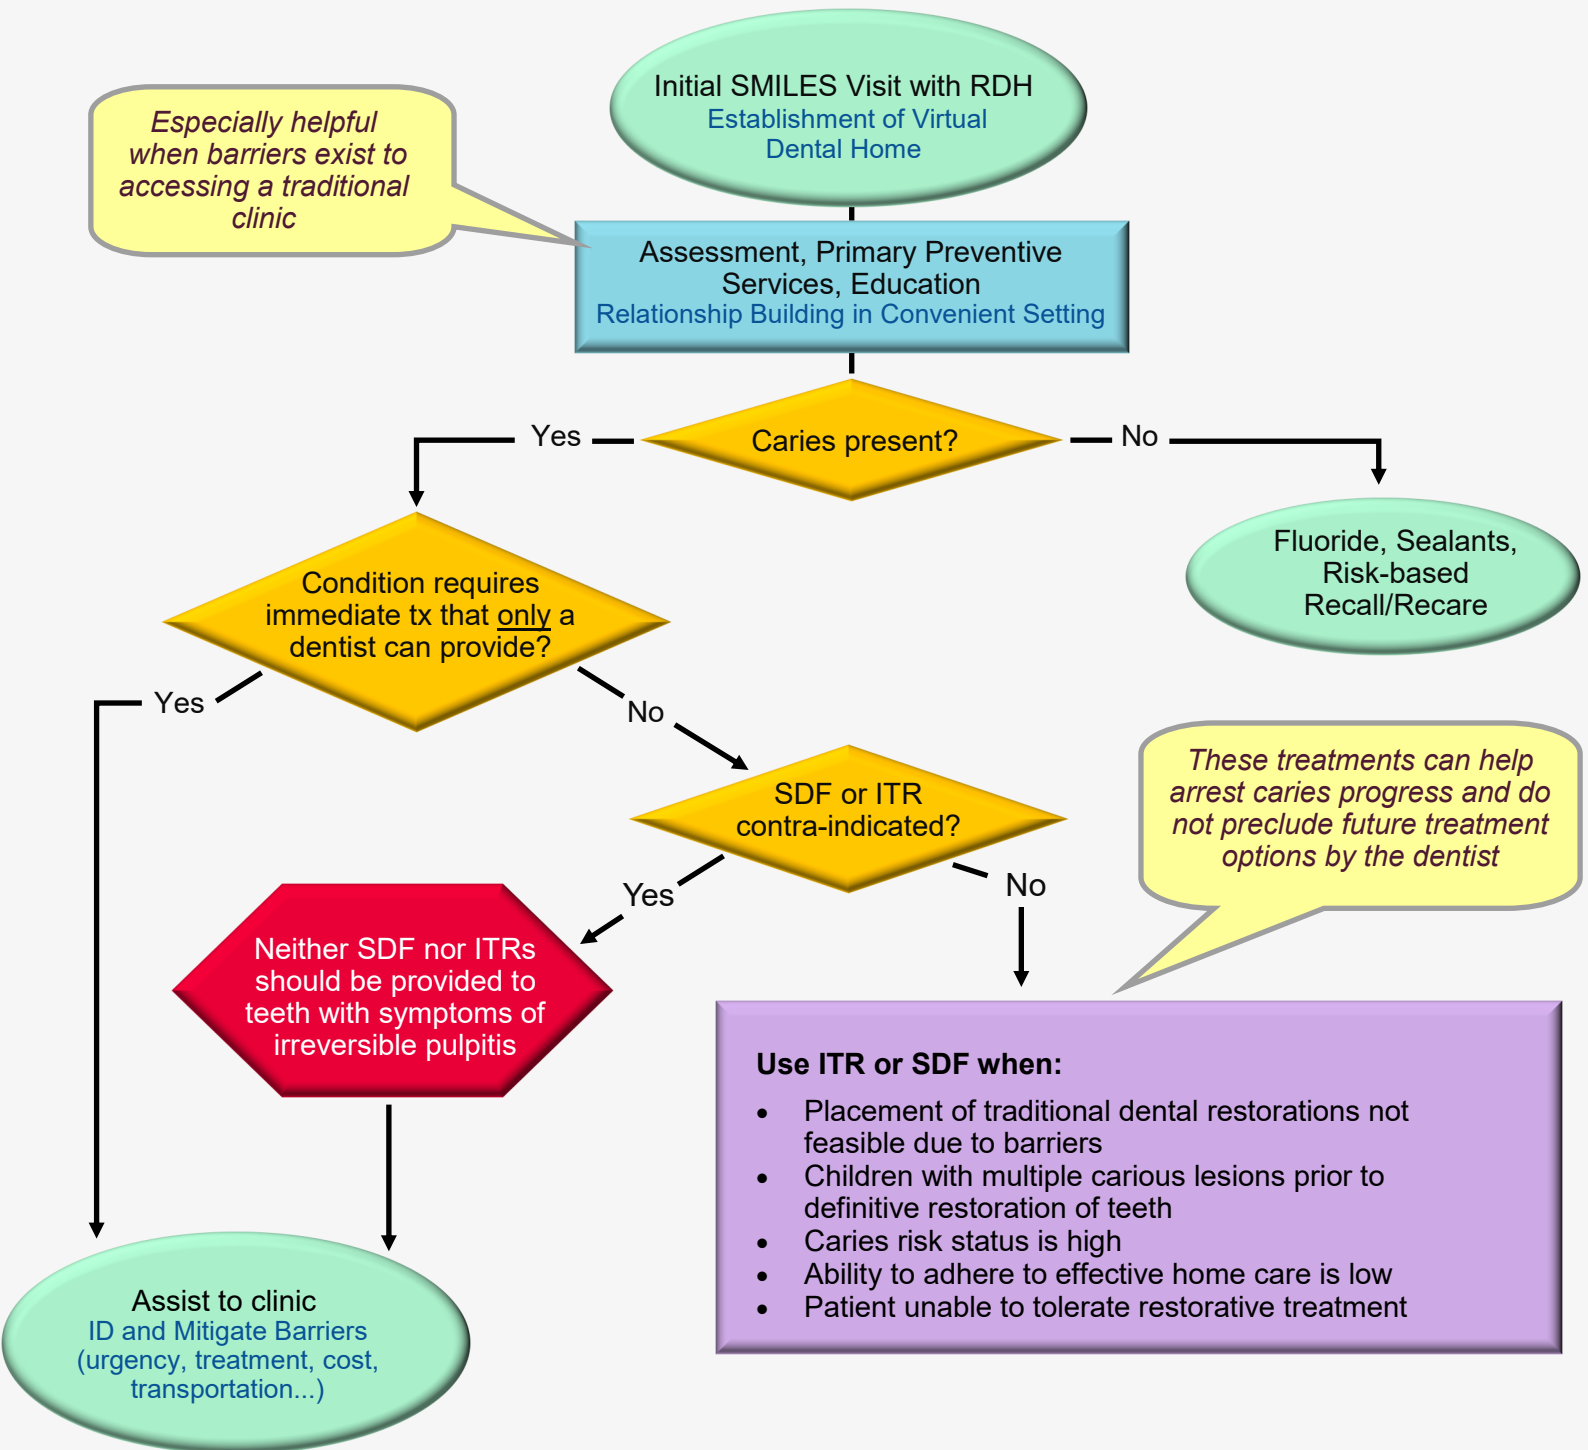 Initial SMILES Visit with RDH
Establishment of Virtual
Dental Home
Especially helpful
when barriers exist to
accessing a traditional
clinic
Assessment, Primary Preventive
Services, Education
Relationship Building in Convenient Setting
Caries present?
Yes
No
Fluoride, Sealants,
Risk-based
Recall/Recare
Condition requires
immediate tx that only a
dentist can provide?
Yes
No
SDF or ITR
contra-indicated?
Yes
No
These treatments can help
arrest caries progress and do
not preclude future treatment
options by the dentist
Neither SDF nor ITRs
should be provided to
teeth with symptoms of
irreversible pulpitis
Use ITR or SDF when:
• Placement of traditional dental restorations not
feasible due to barriers
• Children with multiple carious lesions prior to
definitive restoration of teeth
• Caries risk status is high
• Ability to adhere to effective home care is low
• Patient unable to tolerate restorative treatment
Assist to clinic
ID and Mitigate Barriers
(urgency, treatment, cost,
transportation...)